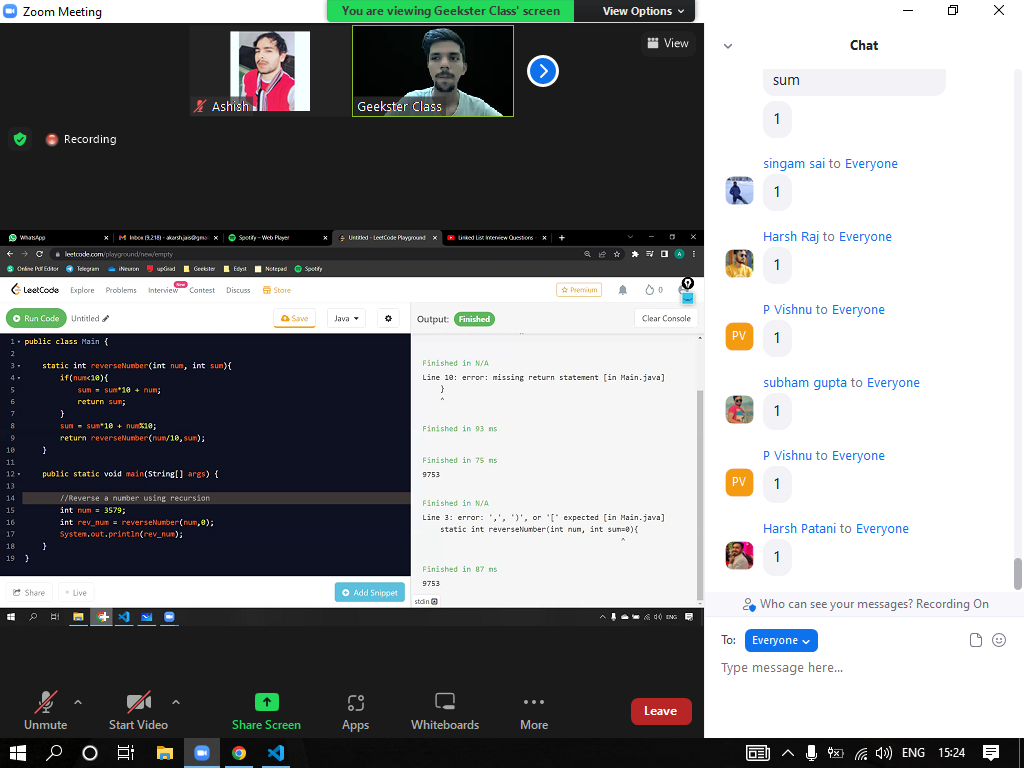 Zoom Meeting
You are viewing Geekster Class' screen
View Options
View
Ashish
Geekster Class
Recording
WhatsApp
Inbox (9,218) - akarsh.jais@gma
Spotify – Web Player
Untitled - LeetCode Playground
Linked List Interview Questions
leetcode.com/playground/new/empty
Online Pdf Editor
Telegram
iNeuron
upGrad
Geekster
Edyst
Notepad
Spotify
LeetCode
Explore
Problems
Interview
New
Contest
Discuss
Store
Premium
0
Run Code
Untitled
Save
Java
Output:
Finished
Clear Console
1 public class Main {
2
3 static int reverseNumber(int num, int sum){
4 if(num<10){
5 sum = sum*10 + num;
6 return sum;
7 }
8 sum = sum*10 + num%10;
9 return reverseNumber(num/10,sum);
10 }
11
12 public static void main(String[] args) {
13
14 //Reverse a number using recursion
15 int num = 3579;
16 int rev_num = reverseNumber(num,0);
17 System.out.println(rev_num);
18 }
19 }
Finished in N/A
Line 10: error: missing return statement [in Main.java]
}
^
Finished in 93 ms
Finished in 75 ms
9753
Finished in N/A
Line 3: error: ',', ')', or '[' expected [in Main.java]
static int reverseNumber(int num, int sum=0){
^
Finished in 87 ms
9753
Share
Live
Add Snippet
stdin
ENG
Unmute
Start Video
Share Screen
Apps
Whiteboards
More
Leave
Chat
sum
1
singam sai to Everyone
1
Harsh Raj to Everyone
1
P Vishnu to Everyone
PV
1
subham gupta to Everyone
1
P Vishnu to Everyone
PV
1
Harsh Patani to Everyone
1
Who can see your messages? Recording On
To:
Everyone
Type message here...
ENG
15:24